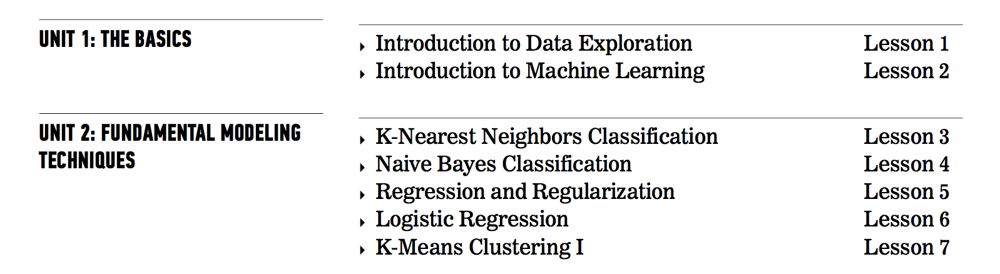 UNIT 1: THE BASICS
Introduction to Data Exploration Lesson 1
Introduction to Machine Learning Lesson 2
UNIT 2: FUNDAMENTAL MODELING
TECHNIQUES
K-Nearest Neighbors Classification Lesson 3
Naive Bayes Classification Lesson 4
Regression and Regularization Lesson 5
Logistic Regression Lesson 6
K-Means Clustering I Lesson 7